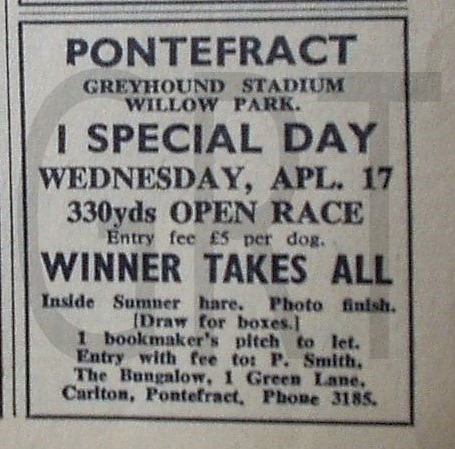 PONTEFRACT
GREYHOUND STADIUM
WILLOW PARK.
1 SPECIAL DAY
WEDNESDAY, APL. 17
330yds OPEN RACE
Entry fee £5 per dog.
WINNER TAKES ALL
Inside Sumner hare. Photo finish.
[Draw for boxes.]
1 bookmaker's pitch to let.
Entry with fee to: P. Smith,
The Bungalow, 1 Green Lane,
Carlton, Pontefract. Phone 3185.